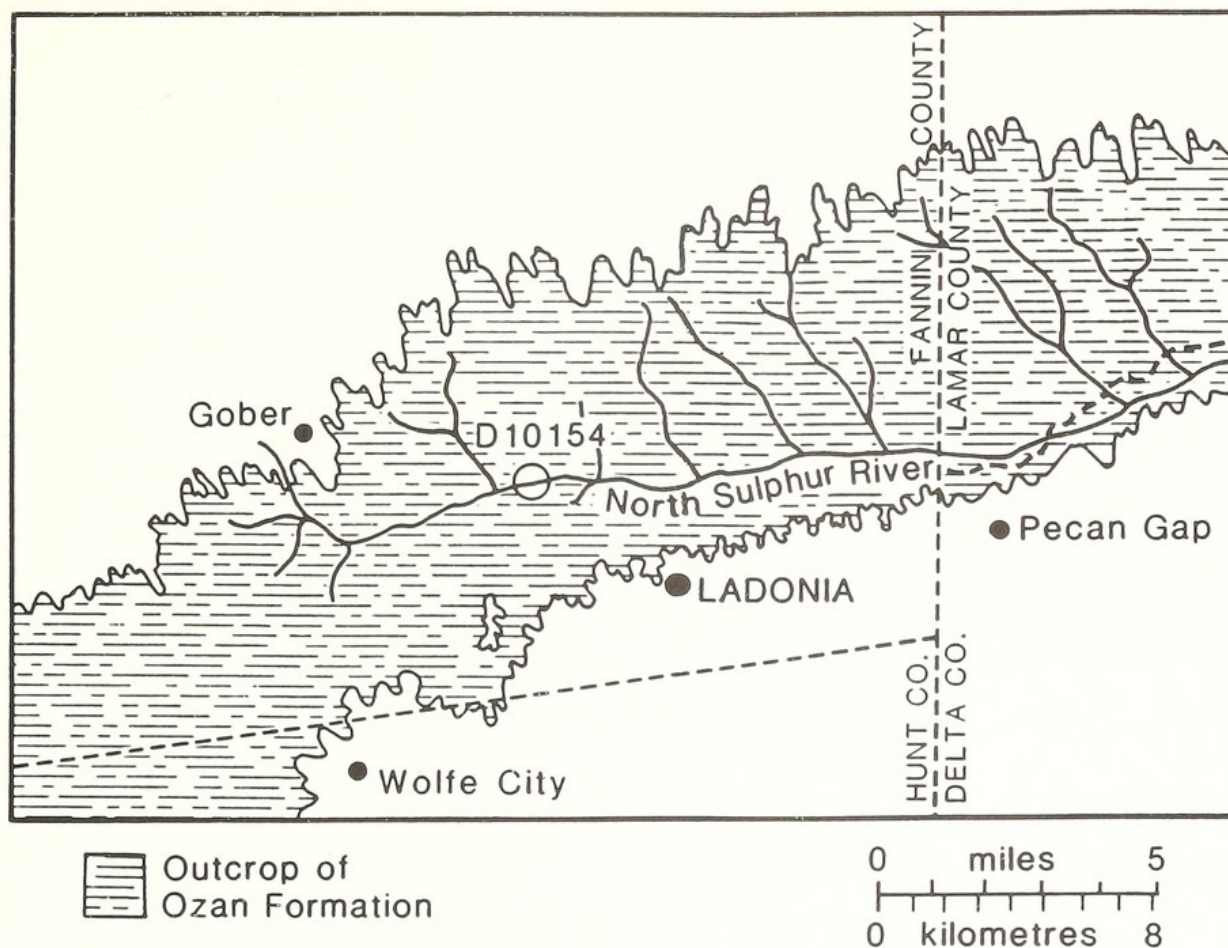 FANNIN COUNTY
LAMAR COUNTY
Gober
D10154
North Sulphur River
Pecan Gap
LADONIA
HUNT CO.
DELTA CO.
Wolfe City
Outcrop of
Ozan Formation
0 miles 5
0 kilometres 8